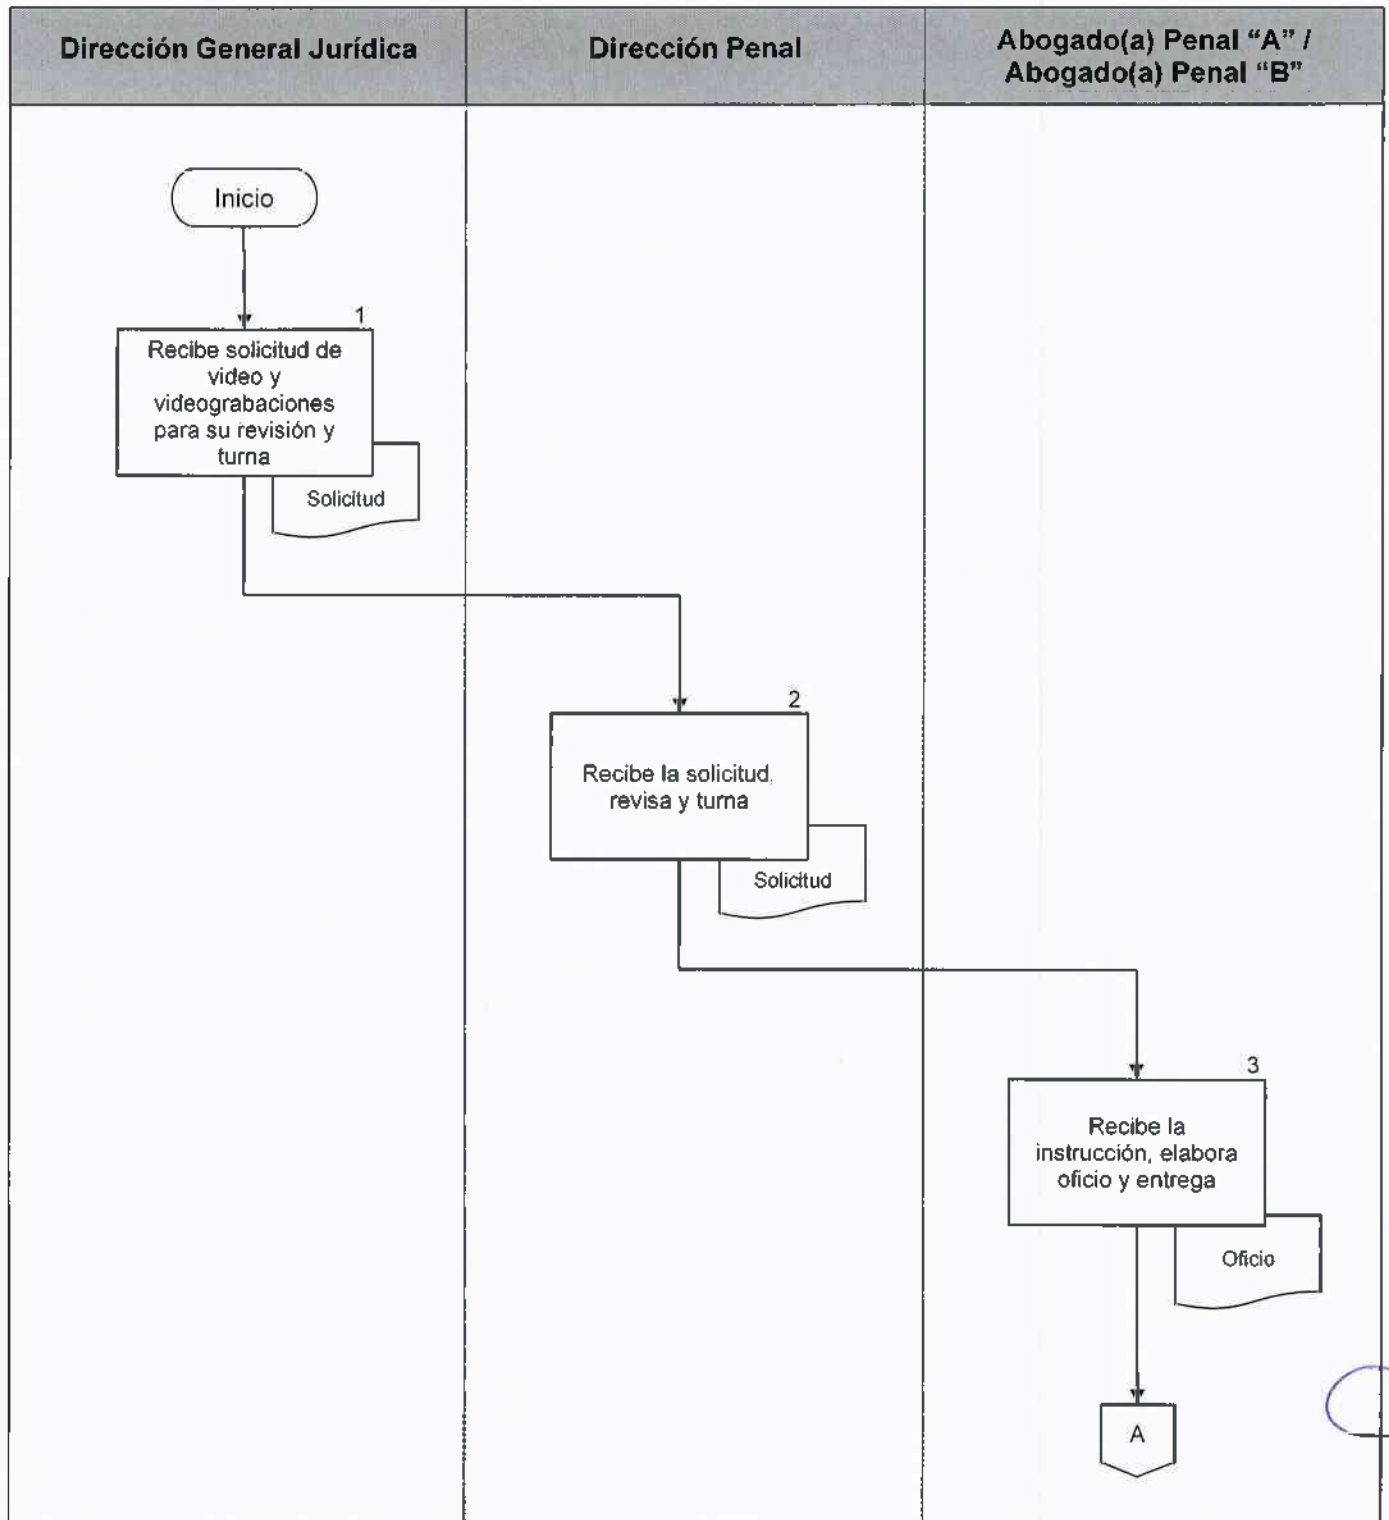 Dirección General Jurídica
Dirección Penal
Abogado(a) Penal “A” /
Abogado(a) Penal “B”
Inicio
1
Recibe solicitud de
video y
videograbaciones
para su revisión y
turna
Solicitud
2
Recibe la solicitud,
revisa y turna
Solicitud
3
Recibe la
instrucción, elabora
oficio y entrega
Oficio
A